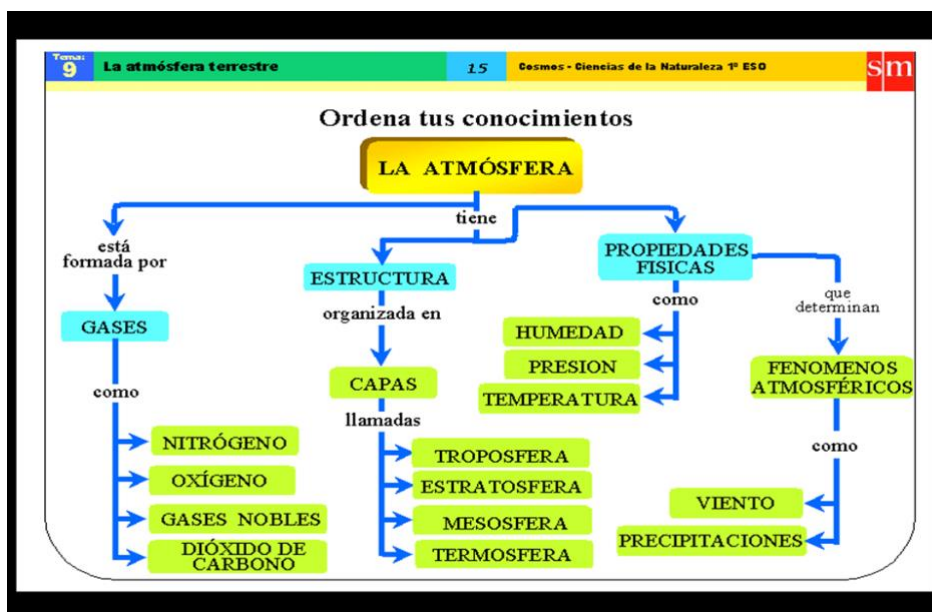 Tema:
9
La atmósfera terrestre
15
Cosmos - Ciencias de la Naturaleza 1º ESO
sm
Ordena tus conocimientos
LA ATMÓSFERA
tiene
está
formada por
GASES
como
NITRÓGENO
OXÍGENO
GASES NOBLES
DIÓXIDO DE
CARBONO
ESTRUCTURA
organizada en
CAPAS
llamadas
TROPOSFERA
ESTRATOSFERA
MESOSFERA
TERMOSFERA
PROPIEDADES
FISICAS
como
HUMEDAD
PRESION
TEMPERATURA
que
determinan
FENOMENOS
ATMOSFÉRICOS
como
VIENTO
PRECIPITACIONES